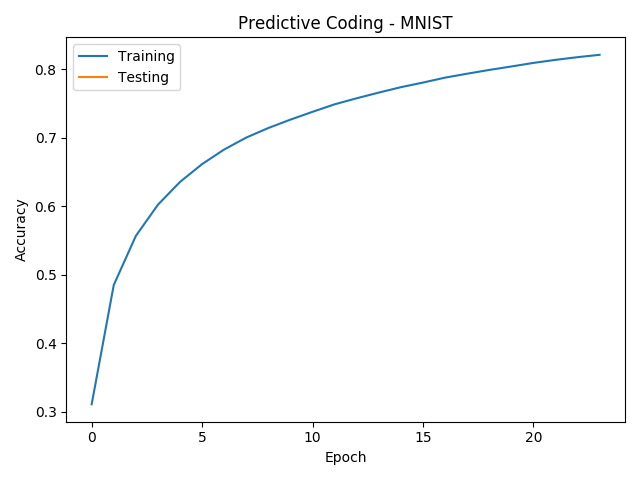 Predictive Coding - MNIST
Training
Testing
0.8
0.7
0.6
0.5
0.4
0.3
Accuracy
0 5 10 15 20
Epoch